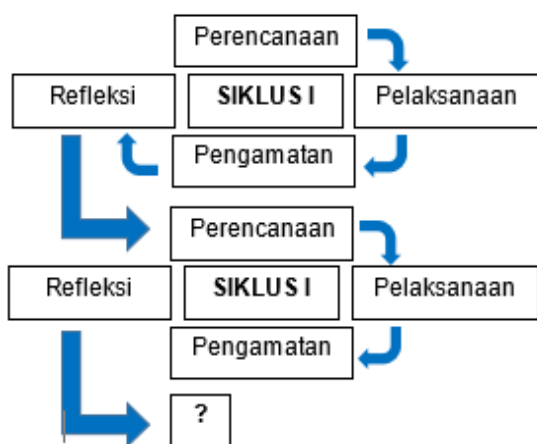 Perencanaan
Refleksi SIKLUS I Pelaksanaan
Pengamatan
Perencanaan
Refleksi SIKLUS I Pelaksanaan
Pengamatan
?